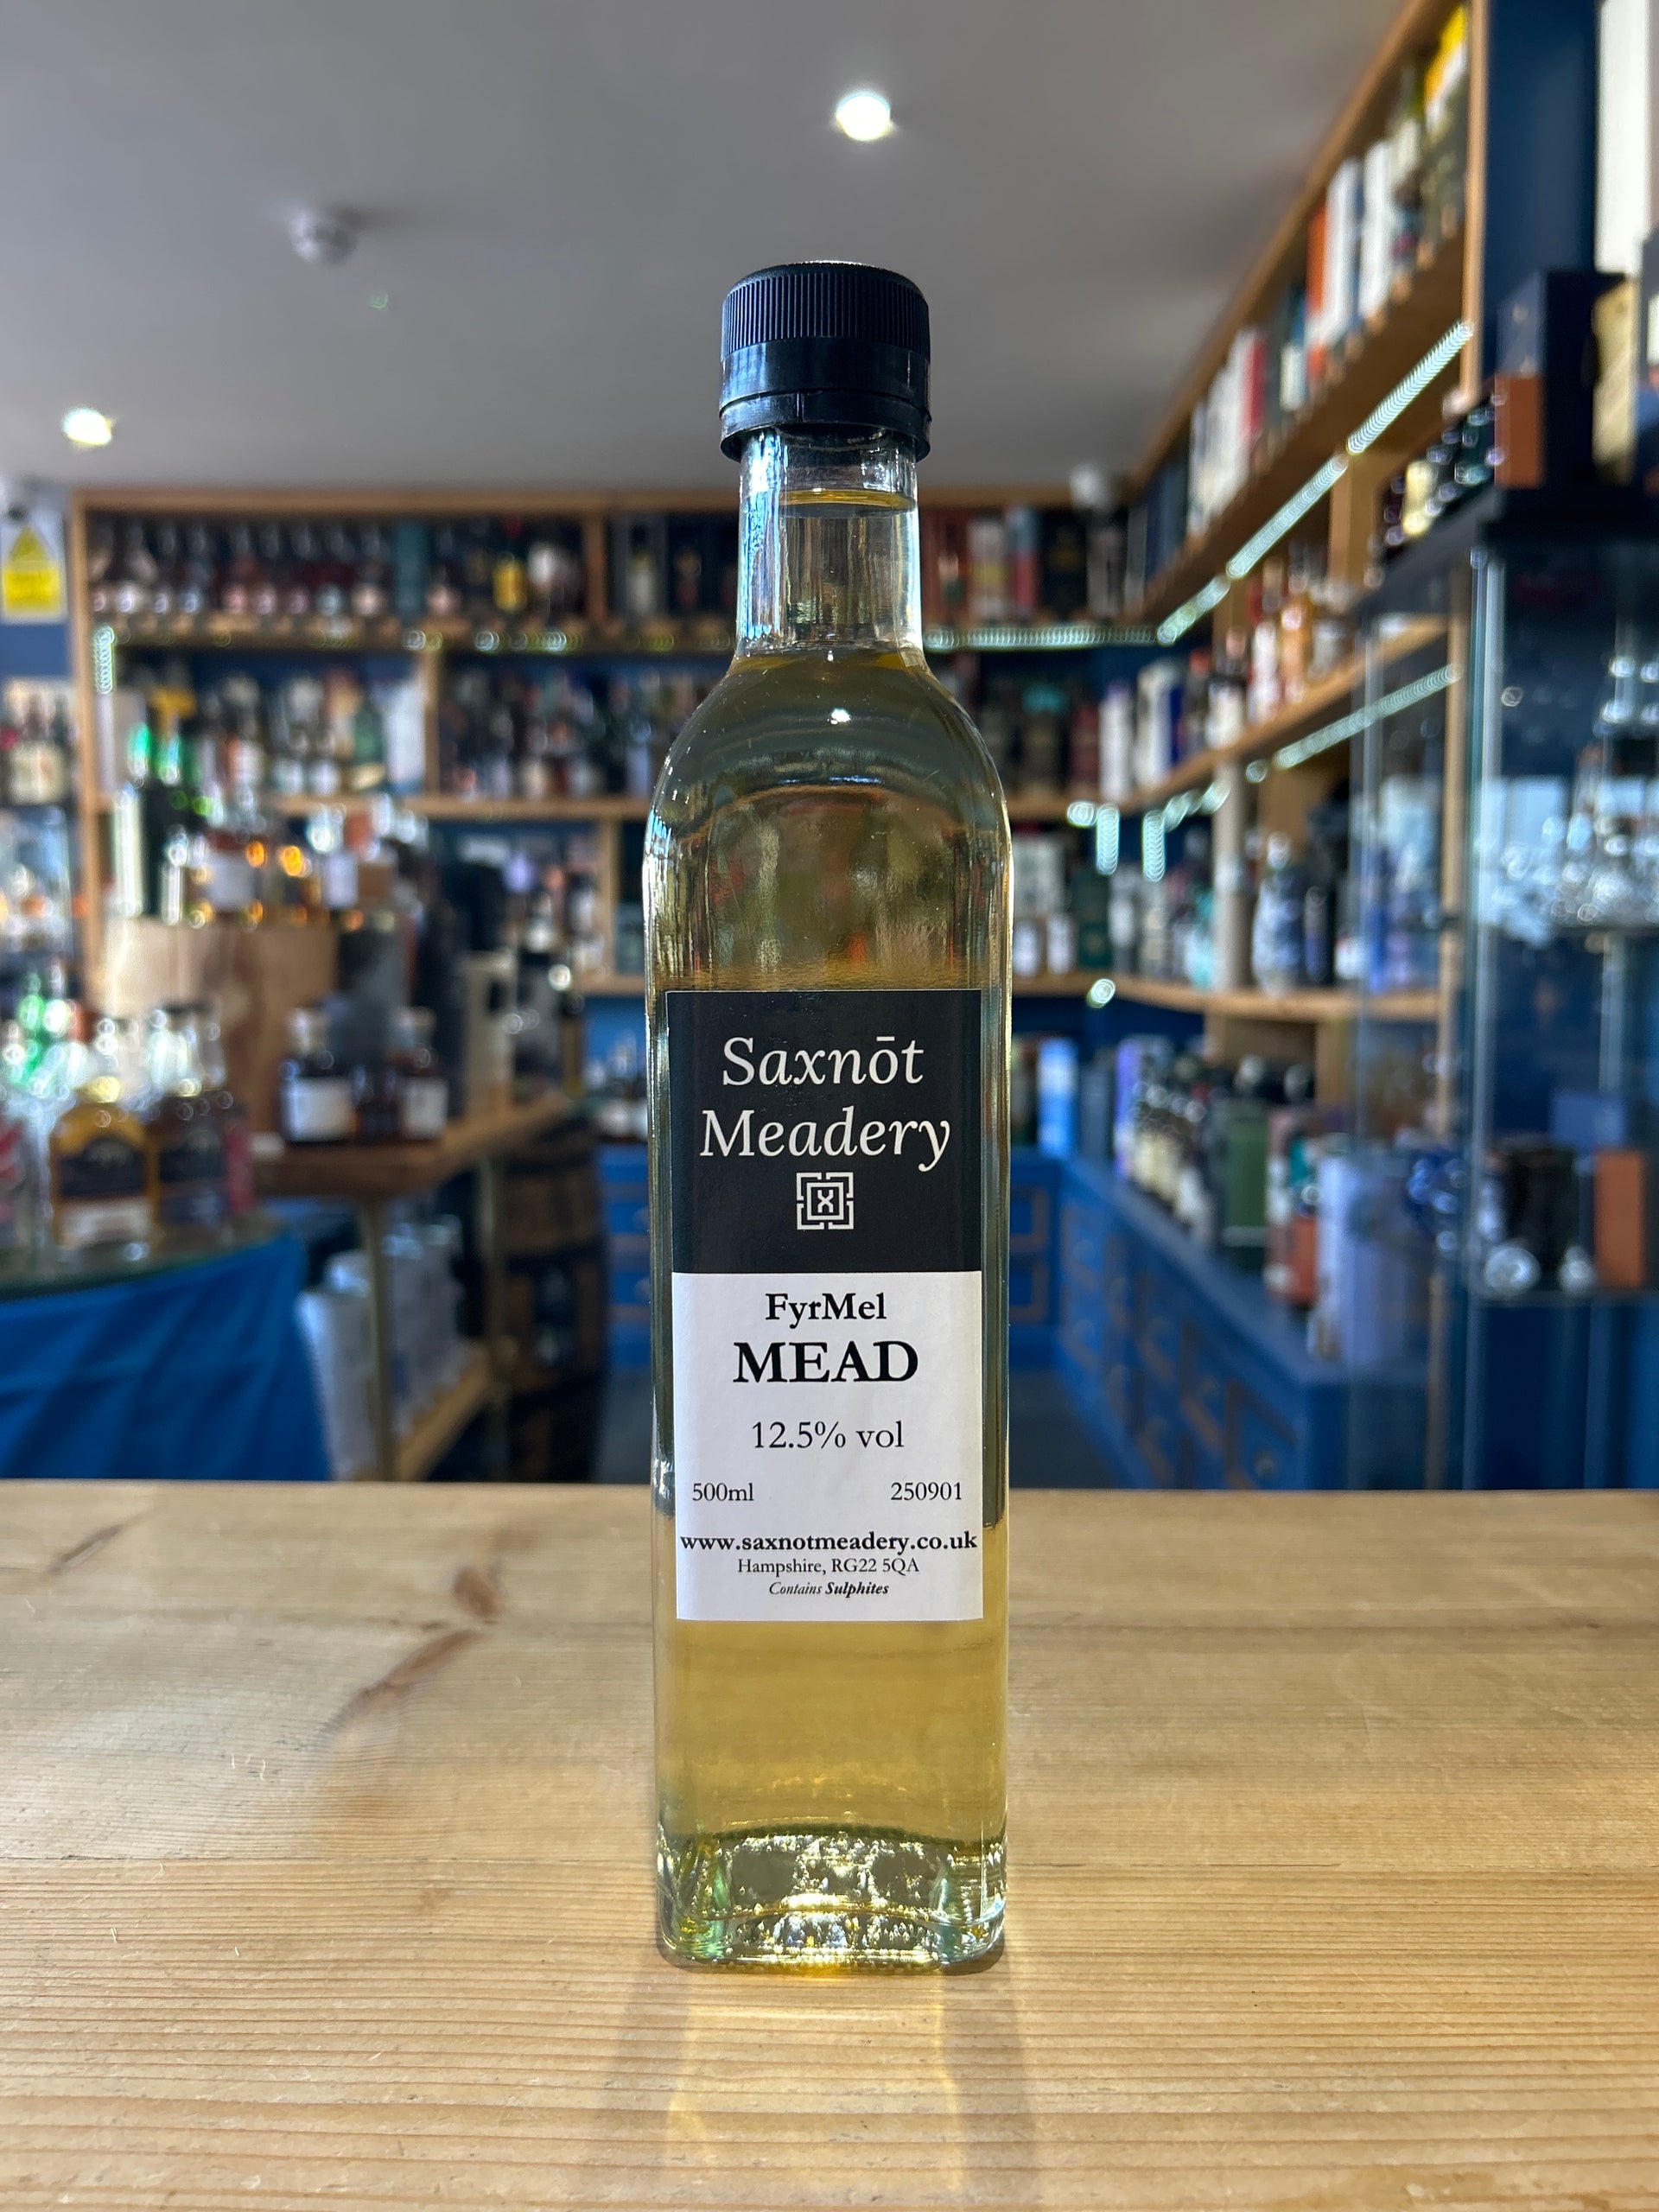 Saxnōt
Meadery
X
FyrMel
MEAD
12.5% vol
500ml 250901
www.saxnotmeadery.co.uk
Hampshire, RG22 5QA
Contains Sulphites